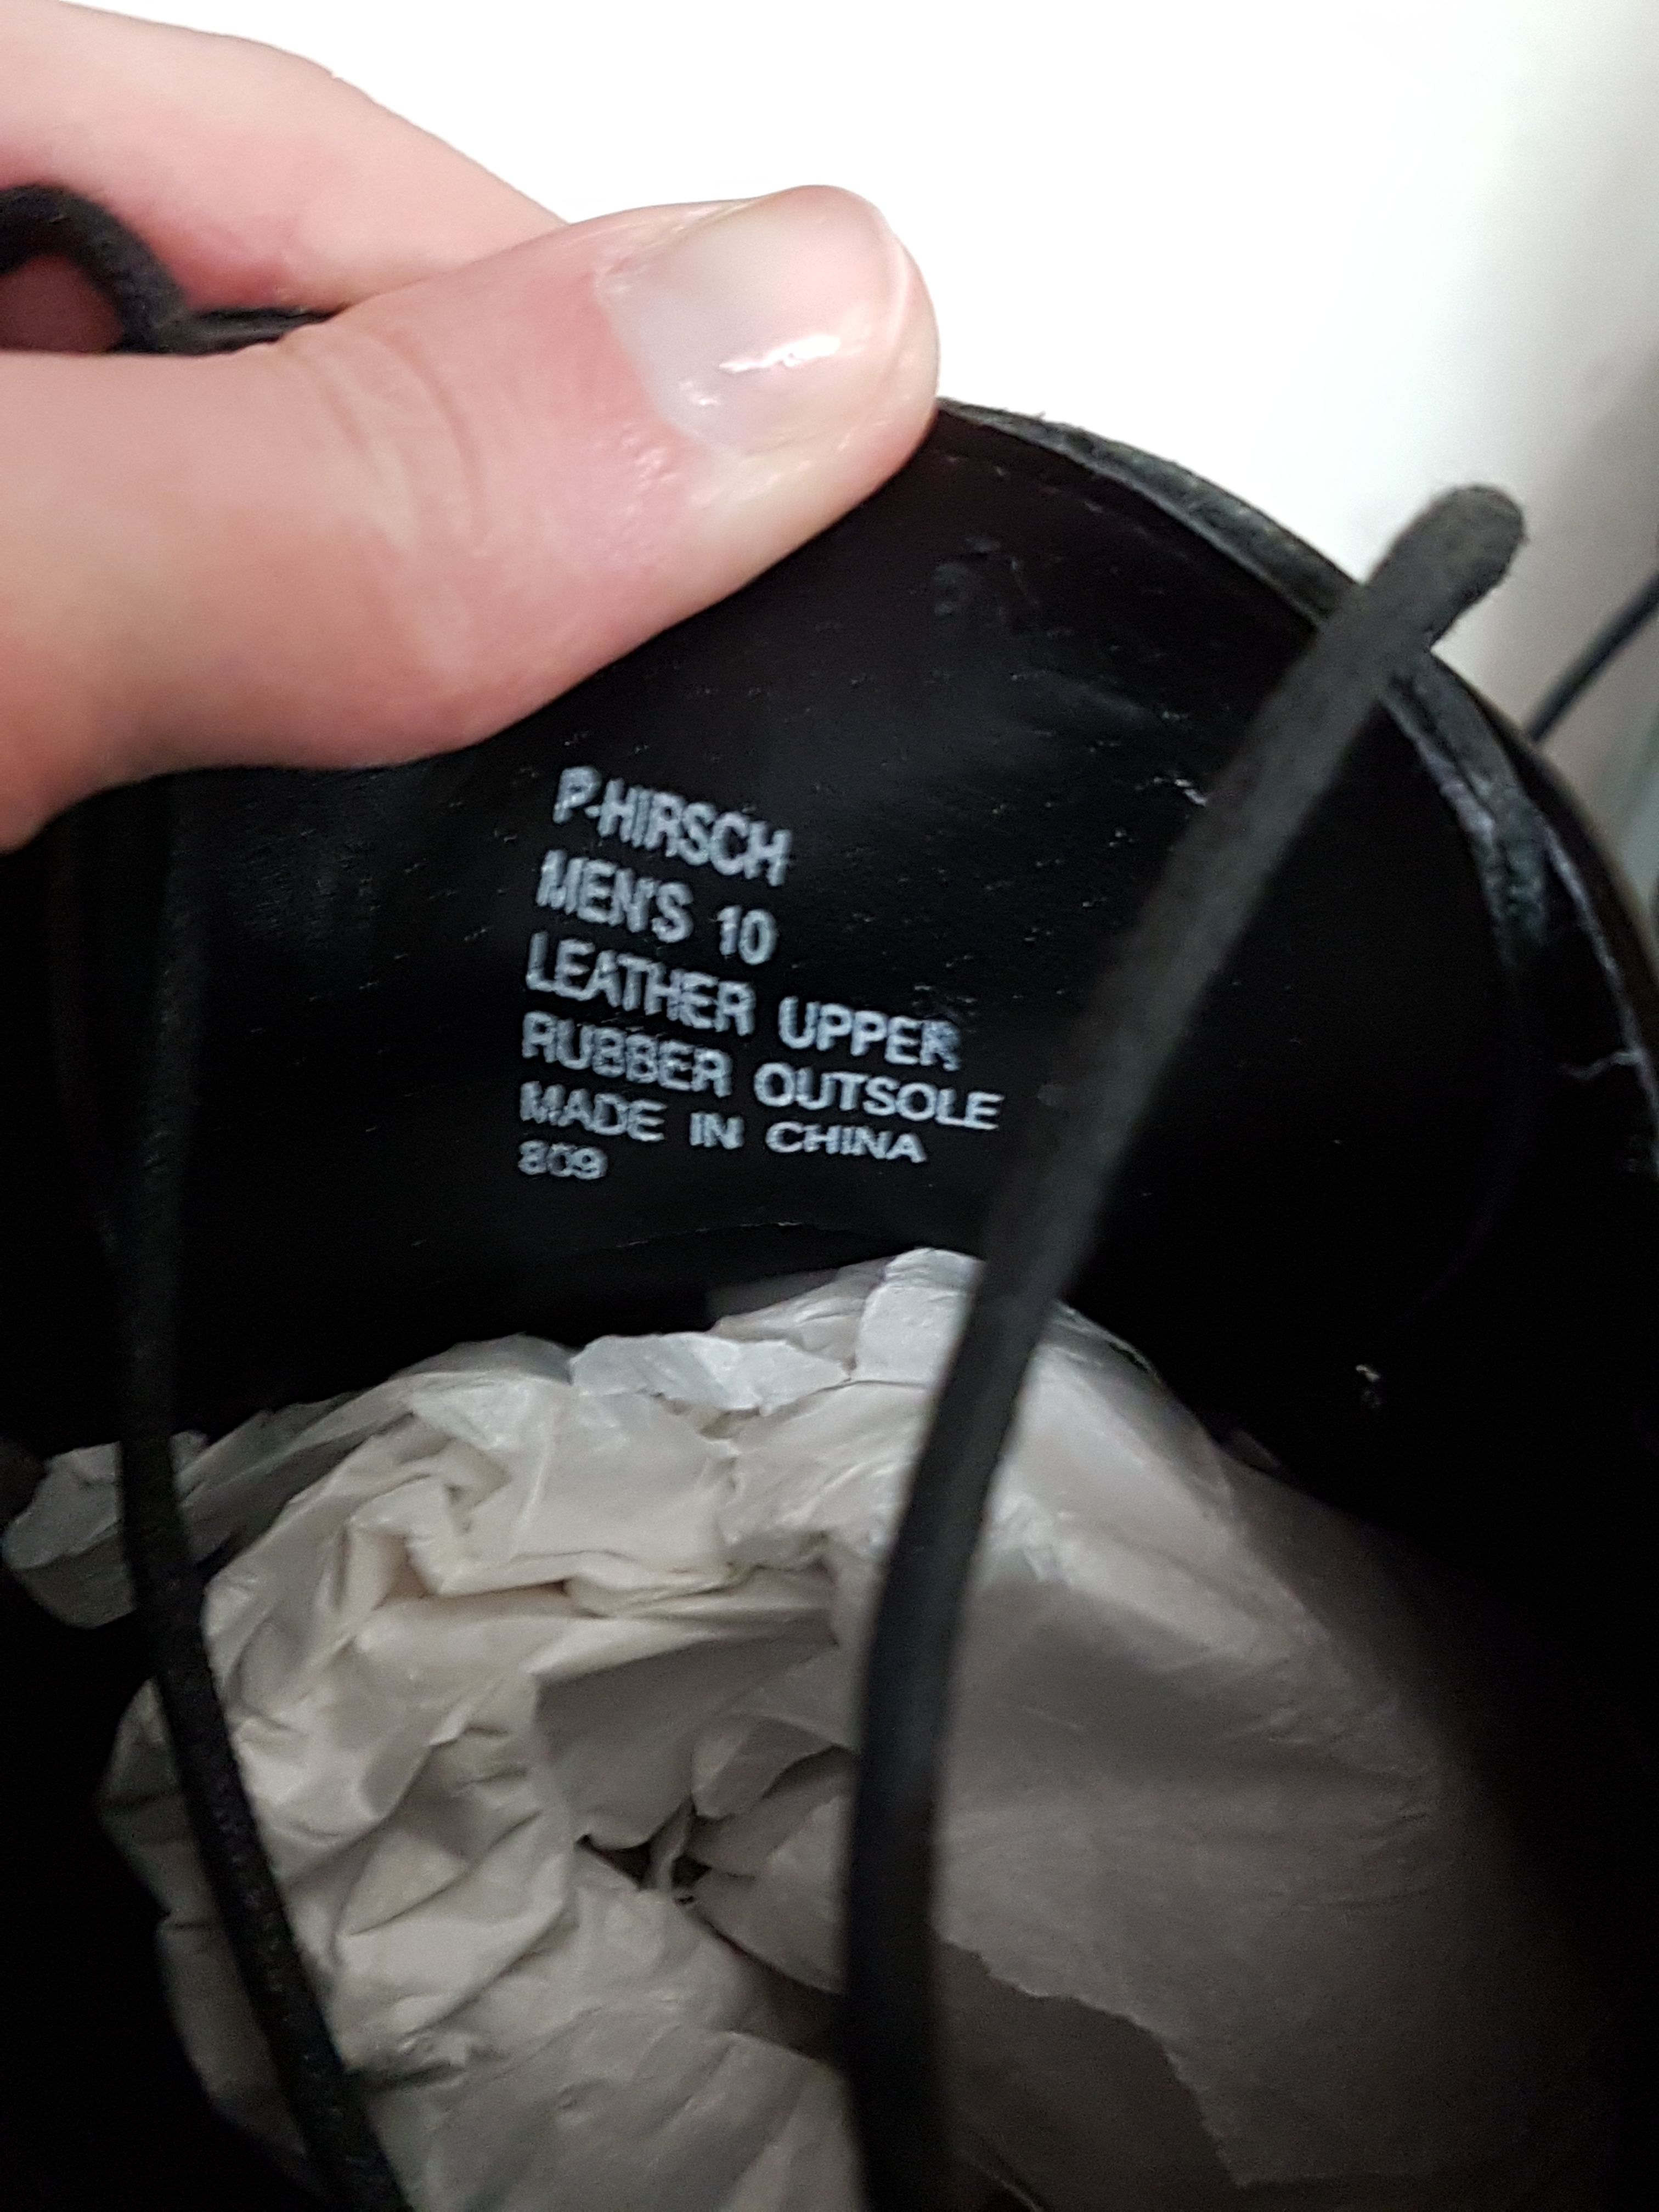 P-HIRSCH
MEN'S 10
LEATHER UPPER
RUBBER OUTSOLE
MADE IN CHINA
809